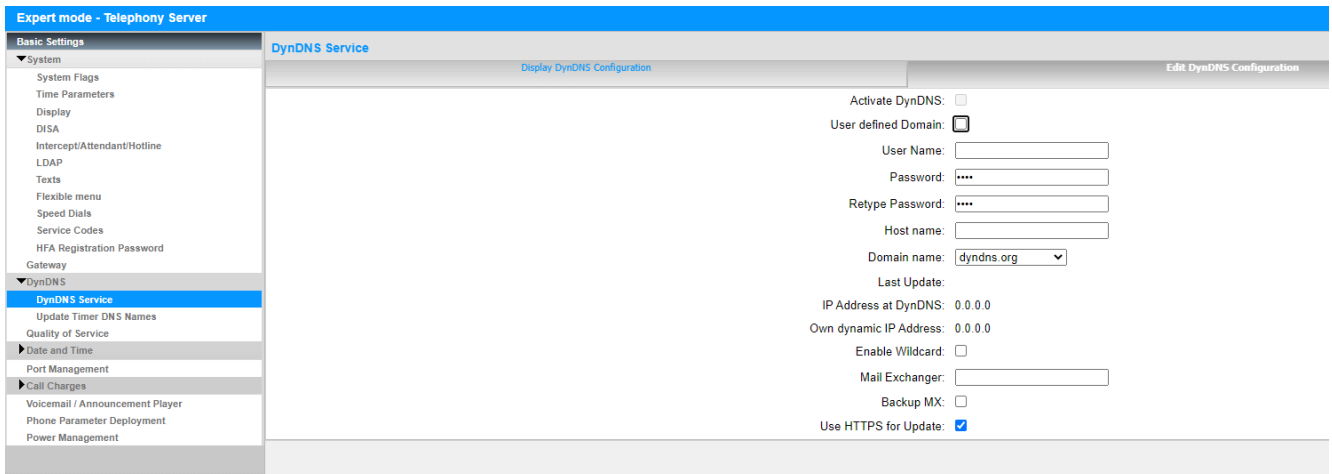 Expert mode - Telephony Server
Basic Settings
System
System Flags
Time Parameters
Display
DISA
Intercept/Attendant/Hotline
LDAP
Texts
Flexible menu
Speed Dials
Service Codes
HFA Registration Password
Gateway
DynDNS
DynDNS Service
Update Timer DNS Names
Quality of Service
Date and Time
Port Management
Call Charges
Voicemail / Announcement Player
Phone Parameter Deployment
Power Management
DynDNS Service
Display DynDNS Configuration
Edit DynDNS Configuration
Activate DynDNS:
User defined Domain:
User Name:
Password: ••••
Retype Password: ••••
Host name:
Domain name: dyndns.org
Last Update:
IP Address at DynDNS: 0.0.0.0
Own dynamic IP Address: 0.0.0.0
Enable Wildcard:
Mail Exchanger:
Backup MX:
Use HTTPS for Update: